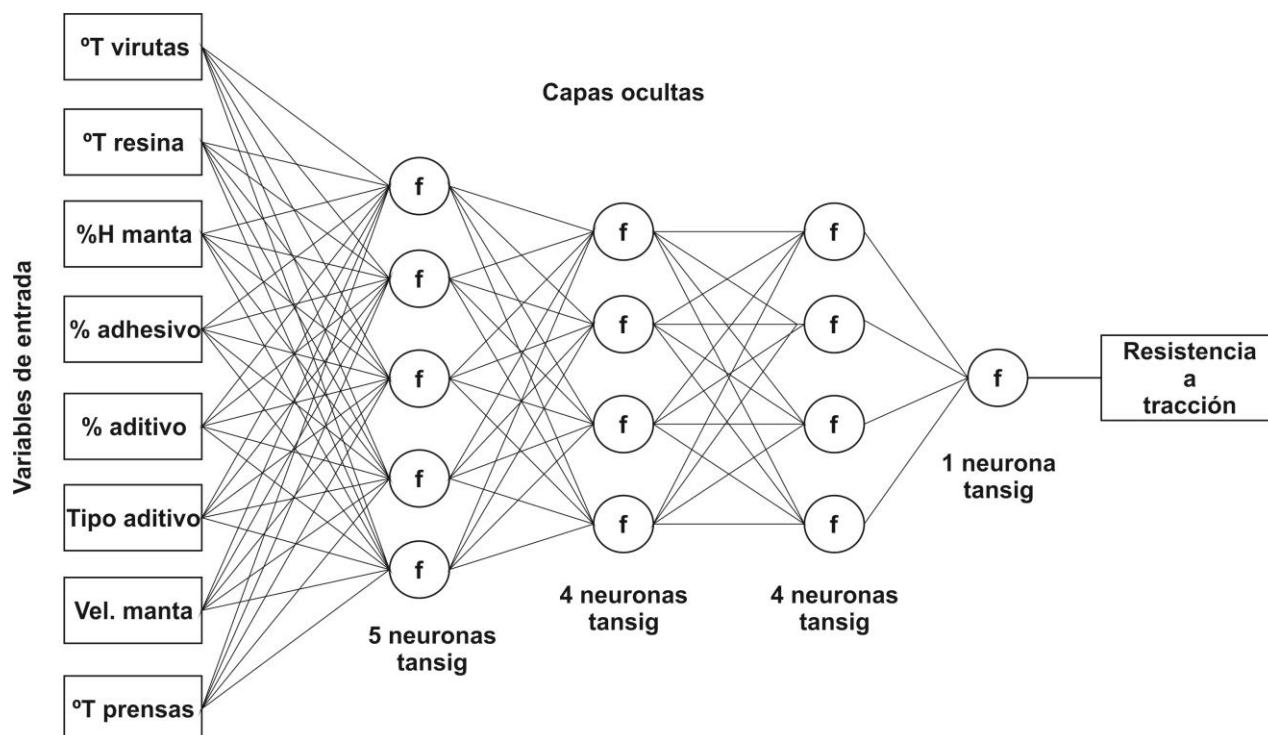 Variables de entrada
ºT virutas
ºT resina
%H manta
% adhesivo
% aditivo
Tipo aditivo
Vel. manta
ºT prensas
Capas ocultas
f
f
f
f
f
5 neuronas
tansig
f
f
f
f
4 neuronas
tansig
f
f
f
f
4 neuronas
tansig
f
1 neurona
tansig
Resistencia
a
tracción